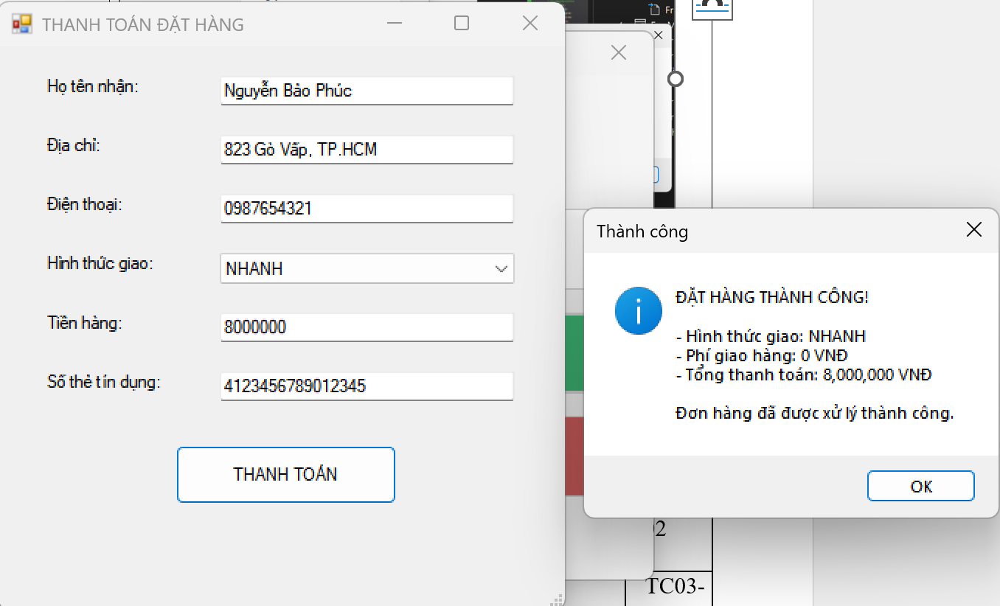 THANH TOÁN ĐẶT HÀNG
Họ tên nhận:
Nguyễn Bảo Phúc
Địa chỉ:
823 Gò Vấp, TP.HCM
Điện thoại:
0987654321
Hình thức giao:
NHANH
Tiền hàng:
8000000
Số thẻ tín dụng:
4123456789012345
THANH TOÁN
Fr
Thành công
ĐẶT HÀNG THÀNH CÔNG!
- Hình thức giao: NHANH
- Phí giao hàng: 0 VNĐ
- Tổng thanh toán: 8,000,000 VNĐ
Đơn hàng đã được xử lý thành công.
OK
2
TC03-